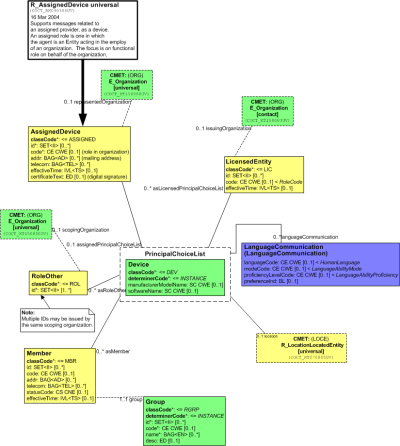 R_AssignedDevice universal
16 Mar 2004
Supports messages related to
an assigned provider, as a device.
An assigned role is one in which
the agent is an Entity acting in the employ
of an organization. The focus is on functional
role on behalf of the organization.
CMET: (ORG)
E_Organization
[universal]
0..1 representedOrganization
CMET: (ORG)
E_Organization
[contact]
0..1 issuingOrganization
AssignedDevice
classCode*: <= ASSIGNED
id*: SET<II> [0..*]
code*: CE CWE [0..1] (role in organization)
addr: BAG<AD> [0..*] (mailing address)
telecom: BAG<TEL> [0..*]
effectiveTime: IVL<TS> [0..1]
certificateText: ED [0..1] (digital signature)
LicensedEntity
classCode*: <= LIC
id: SET<II> [0..*]
code: CE CWE [0..1] < RoleCode
effectiveTime: IVL<TS> [0..1]
0..* asLicensedPrincipalChoiceList
CMET: (ORG)
E_Organization
[universal]
0..1 scopingOrganization
0..1 assignedPrincipalChoiceList
0..* languageCommunication
PrincipalChoiceList
Device
classCode*: <= DEV
determinerCode*: <= INSTANCE
manufacturerModelName: SC CWE [0..1]
softwareName: SC CWE [0..1]
LanguageCommunication
(LanguageCommunication)
languageCode: CE CWE [0..1] < HumanLanguage
modeCode: CE CWE [0..1] < LanguageAbilityMode
proficiencyLevelCode: CE CWE [0..1] < LanguageAbilityProficiency
preferenceInd: BL [0..1]
RoleOther
classCode*: <= ROL
id*: SET<II> [1..*]
0..* asRoleOther
Note:
Multiple IDs may be issued by
the same scoping organization.
0..1 location
CMET: (LOCE)
R_LocationLocatedEntity
[universal]
Member
classCode*: <= MBR
id: SET<II> [0..*]
code: CE CWE [0..1]
addr: BAG<AD> [0..*]
telecom: BAG<TEL> [0..*]
statusCode: CS CNE [0..1]
effectiveTime: IVL<TS> [0..1]
0..* asMember
1..1 group
Group
classCode*: <= RGRP
determinerCode*: <= INSTANCE
id*: SET<II> [0..*]
code: CE CWE [0..1]
name*: BAG<EN> [0..*]
desc: ED [0..1]